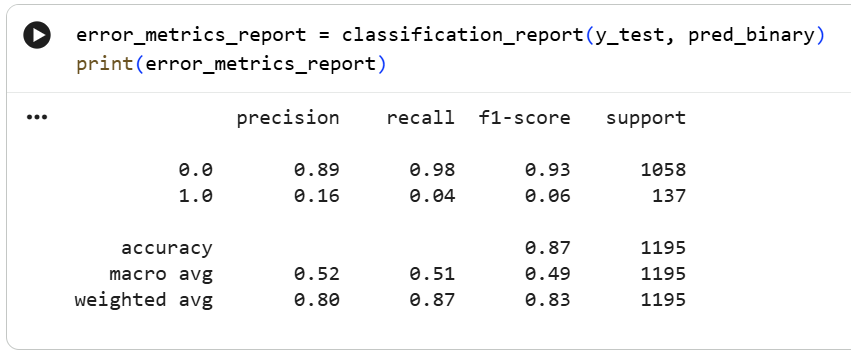 error_metrics_report = classification_report(y_test, pred_binary)
print(error_metrics_report)
precision recall f1-score support
0.0 0.89 0.98 0.93 1058
1.0 0.16 0.04 0.06 137
accuracy 0.87 1195
macro avg 0.52 0.51 0.49 1195
weighted avg 0.80 0.87 0.83 1195